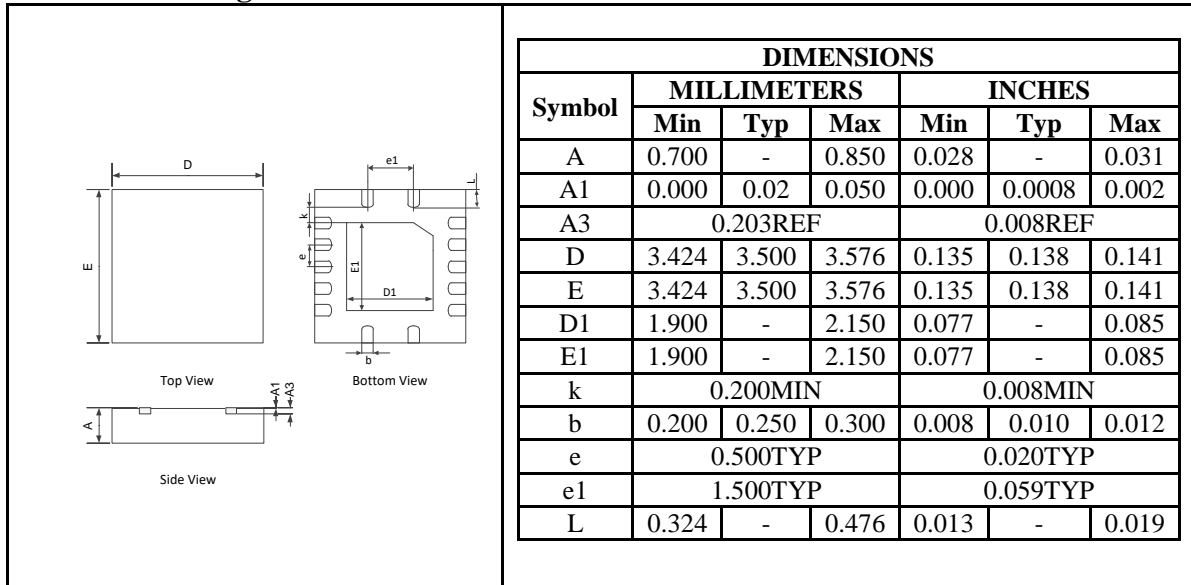 D
E
Top View
e1
L
k
e
E1
D1
b
Bottom View
A
A1
A3
Side View
DIMENSIONS
Symbol MILLIMETERS INCHES
Min Typ Max Min Typ Max
A 0.700 - 0.850 0.028 - 0.031
A1 0.000 0.02 0.050 0.000 0.0008 0.002
A3 0.203REF 0.008REF
D 3.424 3.500 3.576 0.135 0.138 0.141
E 3.424 3.500 3.576 0.135 0.138 0.141
D1 1.900 - 2.150 0.077 - 0.085
E1 1.900 - 2.150 0.077 - 0.085
k 0.200MIN 0.008MIN
b 0.200 0.250 0.300 0.008 0.010 0.012
e 0.500TYP 0.020TYP
e1 1.500TYP 0.059TYP
L 0.324 - 0.476 0.013 - 0.019